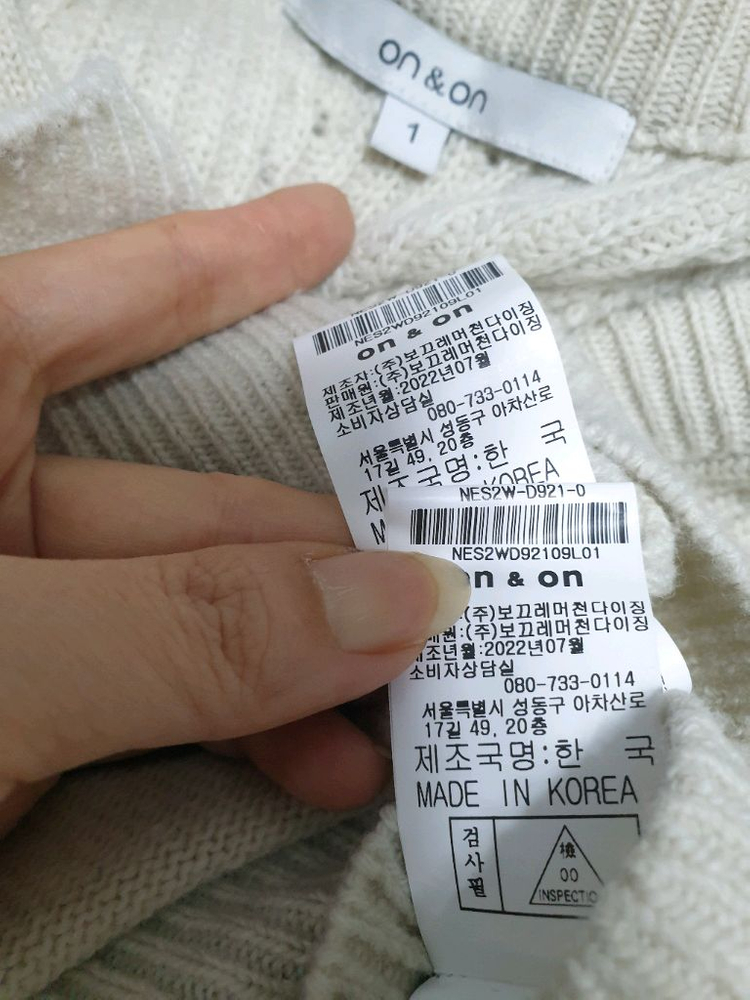 on & on
1
NES2WD92109L01
on & on
제조자:(주)보끄레머천다이징
판매원:(주)보끄레머천다이징
제조년월:2022년07월
소비자상담실
080-733-0114
서울특별시 성동구 아차산로
17길 49, 20층
제조국명:한 국
KOREA
NES2W-D921-0
NES2WD92109L01
on & on
(주)보끄레머천다이징
(주)보끄레머천다이징
제조년월:2022년07월
소비자상담실
080-733-0114
서울특별시 성동구 아차산로
17길 49, 20층
제조국명:한 국
MADE IN KOREA
검사필
檢
00
INSPECTIO